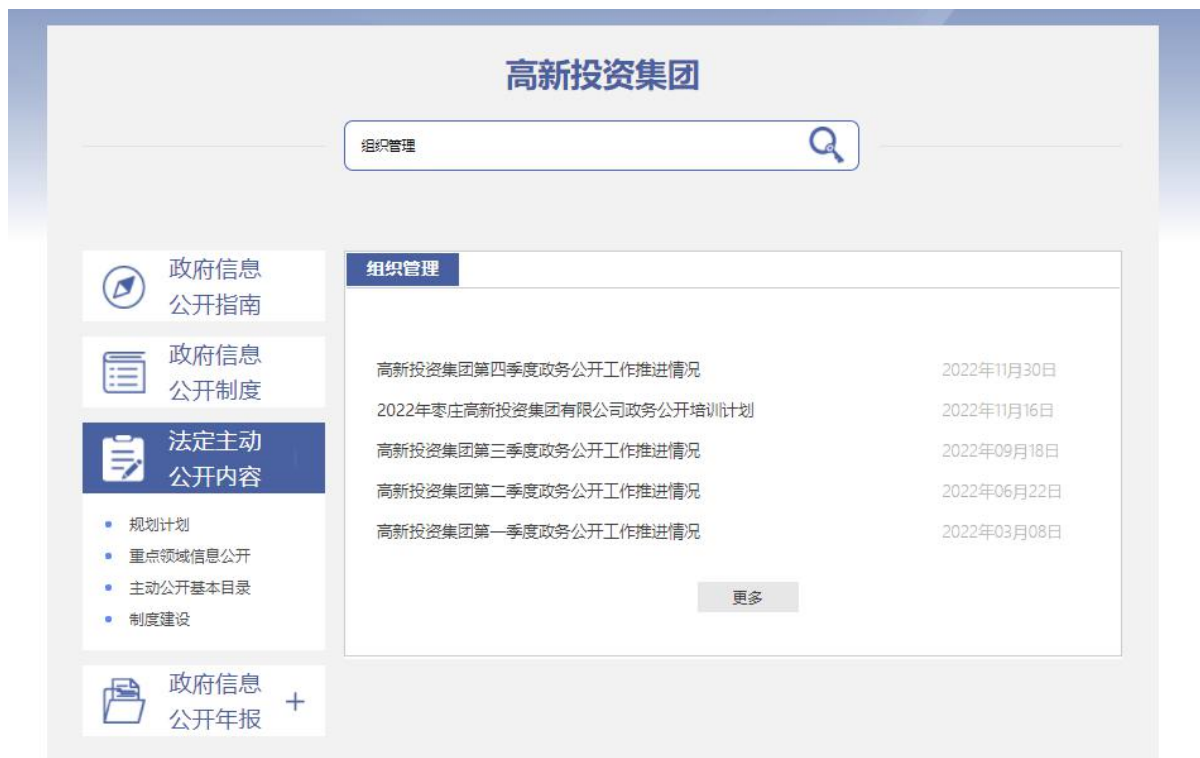 高新投资集团
组织管理
政府信息
公开指南
政府信息
公开制度
法定主动
公开内容
规划计划
重点领域信息公开
主动公开基本目录
制度建设
政府信息
公开年报
+
组织管理
高新投资集团第四季度政务公开工作推进情况 2022年11月30日
2022年枣庄高新投资集团有限公司政务公开培训计划 2022年11月16日
高新投资集团第三季度政务公开工作推进情况 2022年09月18日
高新投资集团第二季度政务公开工作推进情况 2022年06月22日
高新投资集团第一季度政务公开工作推进情况 2022年03月08日
更多